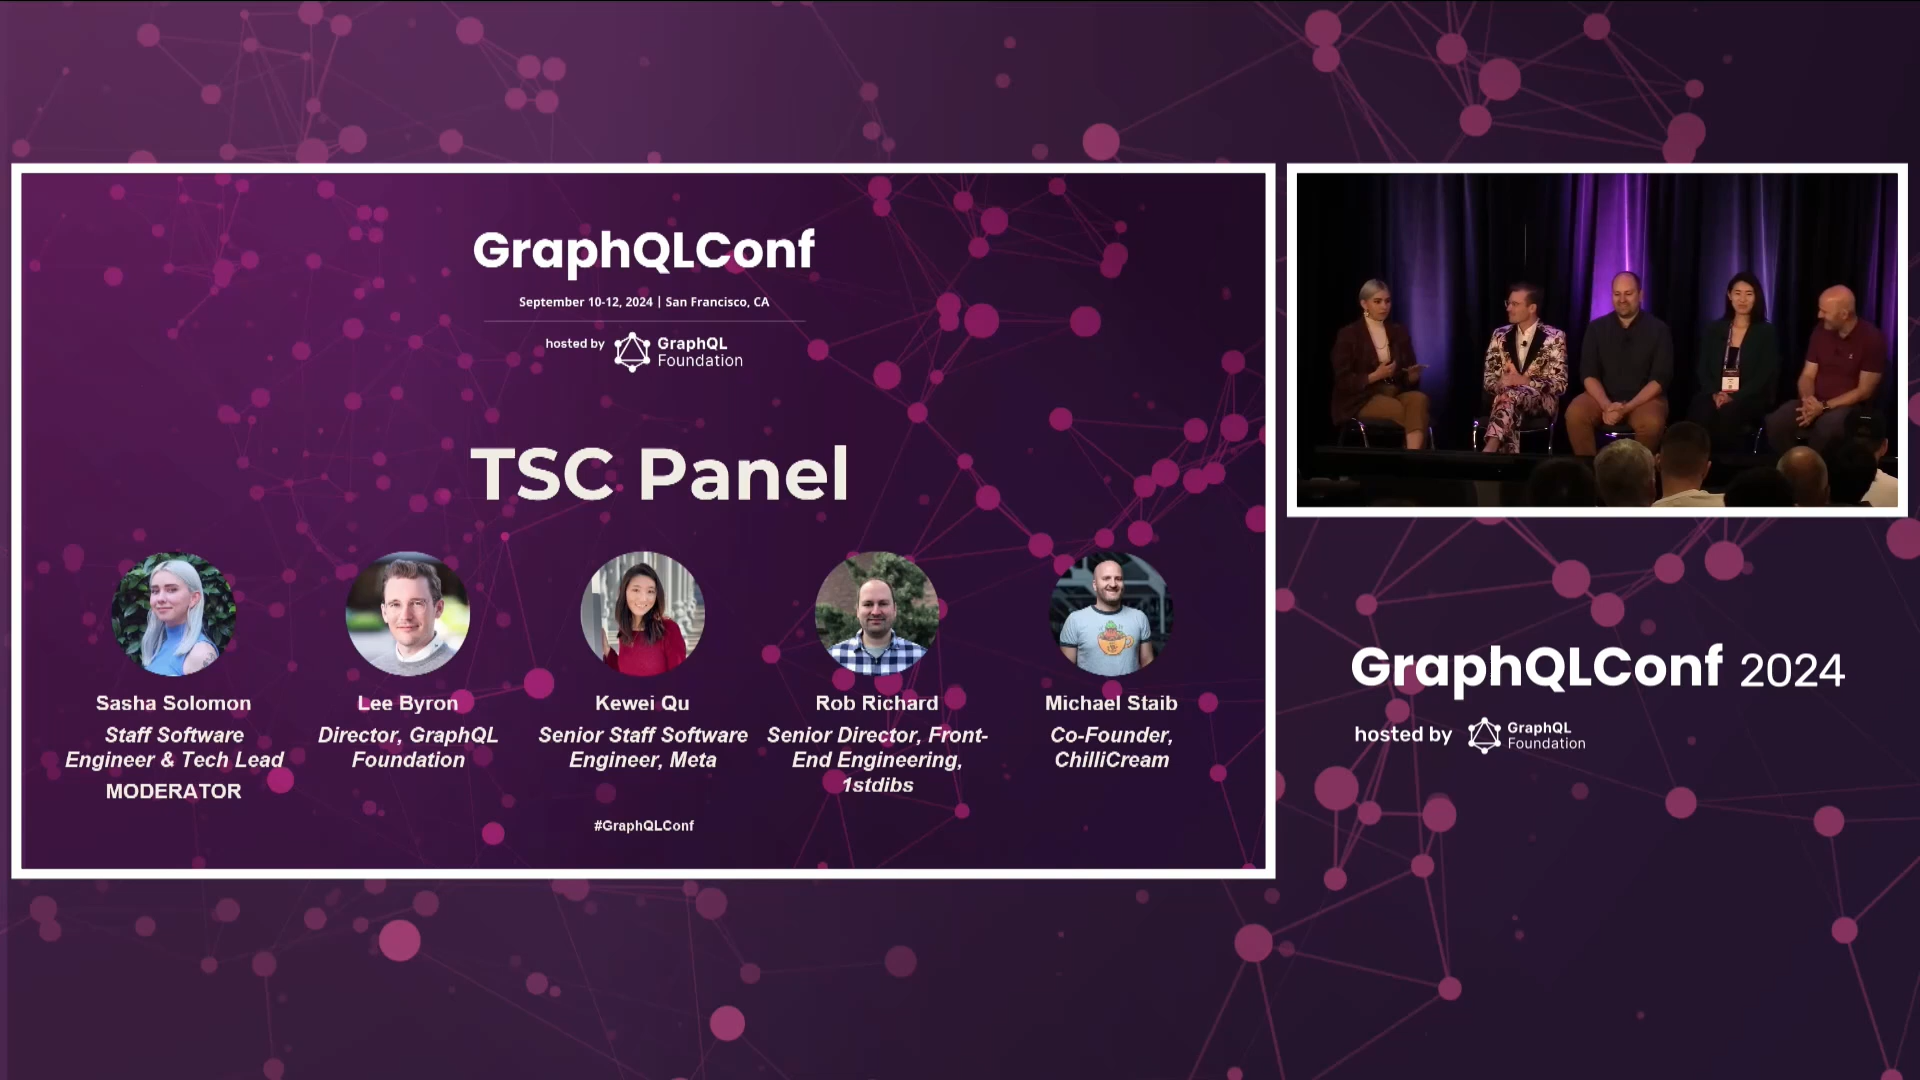 GraphQLConf
September 10-12, 2024 | San Francisco, CA
hosted by GraphQL Foundation
TSC Panel
Sasha Solomon
Staff Software
Engineer & Tech Lead
MODERATOR
Lee Byron
Director, GraphQL
Foundation
Kewei Qu
Senior Staff Software
Engineer, Meta
Rob Richard
Senior Director, Front-
End Engineering,
1stdibs
Michael Staib
Co-Founder,
ChilliCream
#GraphQLConf
GraphQLConf 2024
hosted by GraphQL Foundation